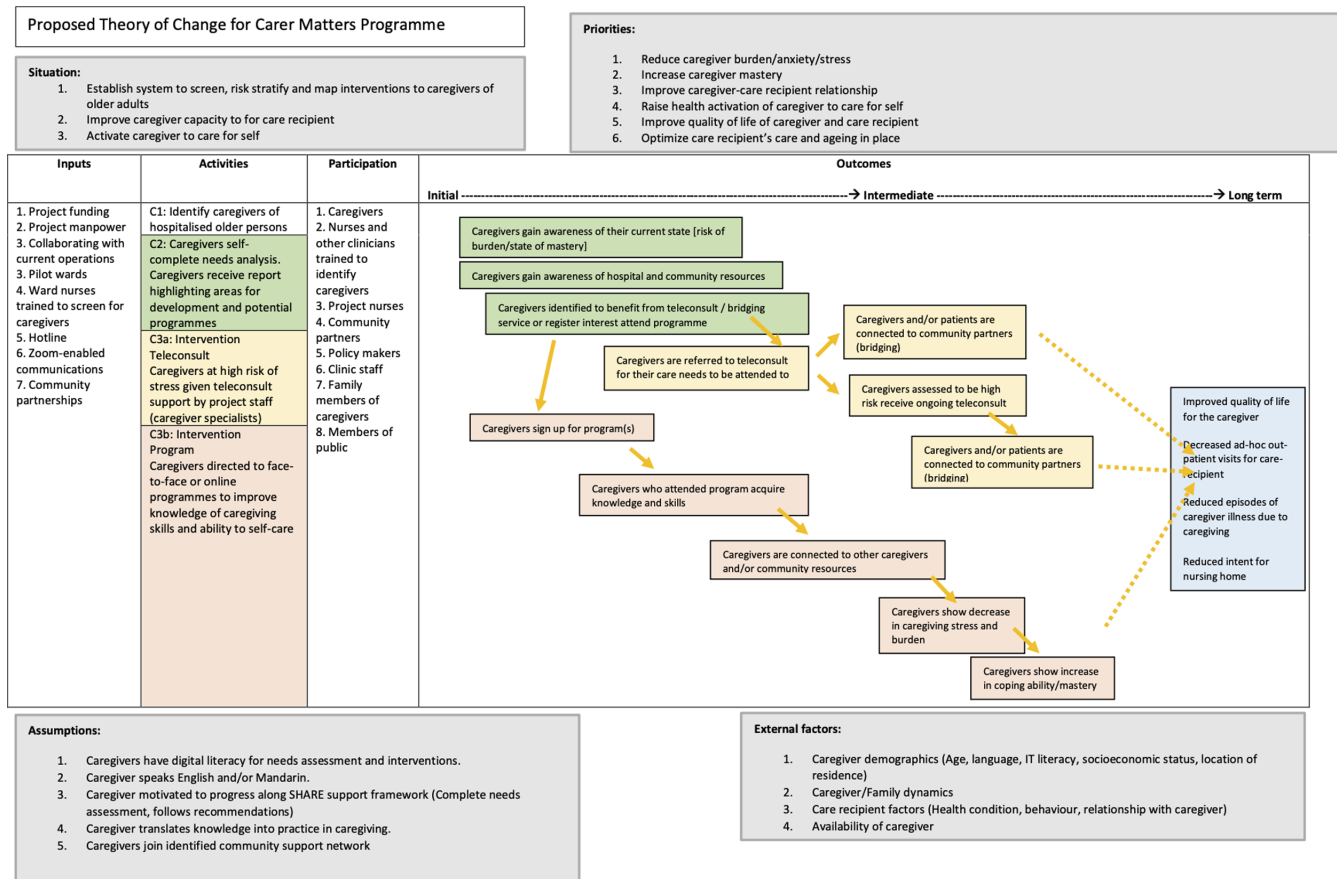 Proposed Theory of Change for Carer Matters Programme
Situation:
1. Establish system to screen, risk stratify and map interventions to caregivers of
older adults
2. Improve caregiver capacity to for care recipient
3. Activate caregiver to care for self
Priorities:
1. Reduce caregiver burden/anxiety/stress
2. Increase caregiver mastery
3. Improve caregiver-care recipient relationship
4. Raise health activation of caregiver to care for self
5. Improve quality of life of caregiver and care recipient
6. Optimize care recipient's care and ageing in place
Inputs
1. Project funding
2. Project manpower
3. Collaborating with
current operations
3. Pilot wards
4. Ward nurses
trained to screen for
caregivers
5. Hotline
6. Zoom-enabled
communications
7. Community
partnerships
Activities
C1: Identify caregivers of
hospitalised older persons
C2: Caregivers self-
complete needs analysis.
Caregivers receive report
highlighting areas for
development and potential
programmes
C3a: Intervention
Teleconsult
Caregivers at high risk of
stress given teleconsult
support by project staff
(caregiver specialists)
C3b: Intervention
Program
Caregivers directed to face-
to-face or online
programmes to improve
knowledge of caregiving
skills and ability to self-care
Participation
1. Caregivers
2. Nurses and
other clinicians
trained to
identify
caregivers
3. Project nurses
4. Community
partners
5. Policy makers
6. Clinic staff
7. Family
members of
caregivers
8. Members of
public
Outcomes
Initial ---> Intermediate ---> Long term
Caregivers gain awareness of their current state [risk of
burden/state of mastery]
Caregivers gain awareness of hospital and community resources
Caregivers identified to benefit from teleconsult / bridging
service or register interest attend programme
Caregivers are referred to teleconsult
for their care needs to be attended to
Caregivers and/or patients are
connected to community partners
(bridging)
Caregivers assessed to be high
risk receive ongoing teleconsult
Caregivers and/or patients are
connected to community partners
(bridging)
Caregivers sign up for program(s)
Caregivers who attended program acquire
knowledge and skills
Caregivers are connected to other caregivers
and/or community resources
Caregivers show decrease
in caregiving stress and
burden
Caregivers show increase
in coping ability/mastery
Improved quality of life
for the caregiver
Decreased ad-hoc out-
patient visits for care-
recipient
Reduced episodes of
caregiver illness due to
caregiving
Reduced intent for
nursing home
Assumptions:
1. Caregivers have digital literacy for needs assessment and interventions.
2. Caregiver speaks English and/or Mandarin.
3. Caregiver motivated to progress along SHARE support framework (Complete needs
assessment, follows recommendations)
4. Caregiver translates knowledge into practice in caregiving.
5. Caregivers join identified community support network
External factors:
1. Caregiver demographics (Age, language, IT literacy, socioeconomic status, location of
residence)
2. Caregiver/Family dynamics
3. Care recipient factors (Health condition, behaviour, relationship with caregiver)
4. Availability of caregiver